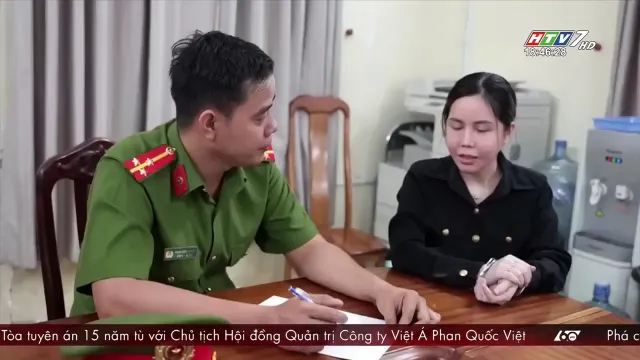 HTV7 HD
18:46:28
Tòa tuyên án 15 năm tù với Chủ tịch Hội đồng Quản trị Công ty Việt Á Phan Quốc Việt
60
Phá c